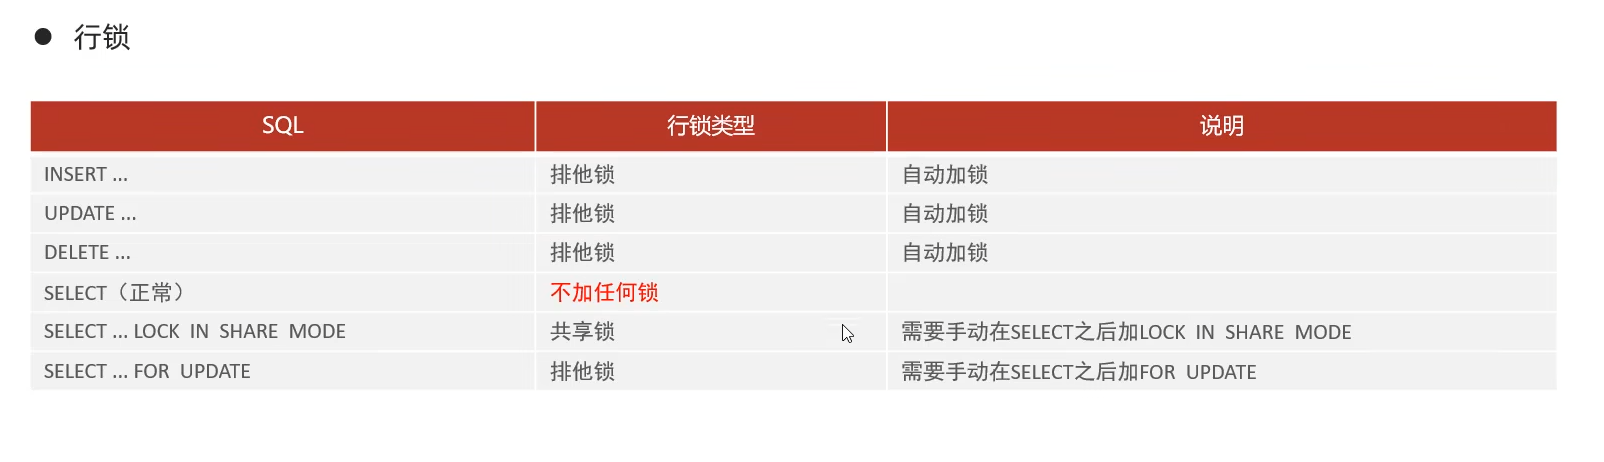 行锁
SQL 行锁类型 说明
INSERT ... 排他锁 自动加锁
UPDATE ... 排他锁 自动加锁
DELETE ... 排他锁 自动加锁
SELECT（正常） 不加任何锁
SELECT ... LOCK IN SHARE MODE 共享锁 需要手动在SELECT之后加LOCK IN SHARE MODE
SELECT ... FOR UPDATE 排他锁 需要手动在SELECT之后加FOR UPDATE